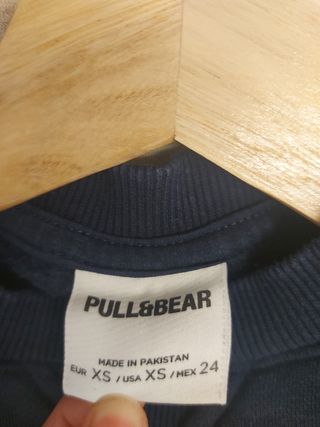 PULL&BEAR
MADE IN PAKISTAN
EUR XS / USA XS / MEX 24